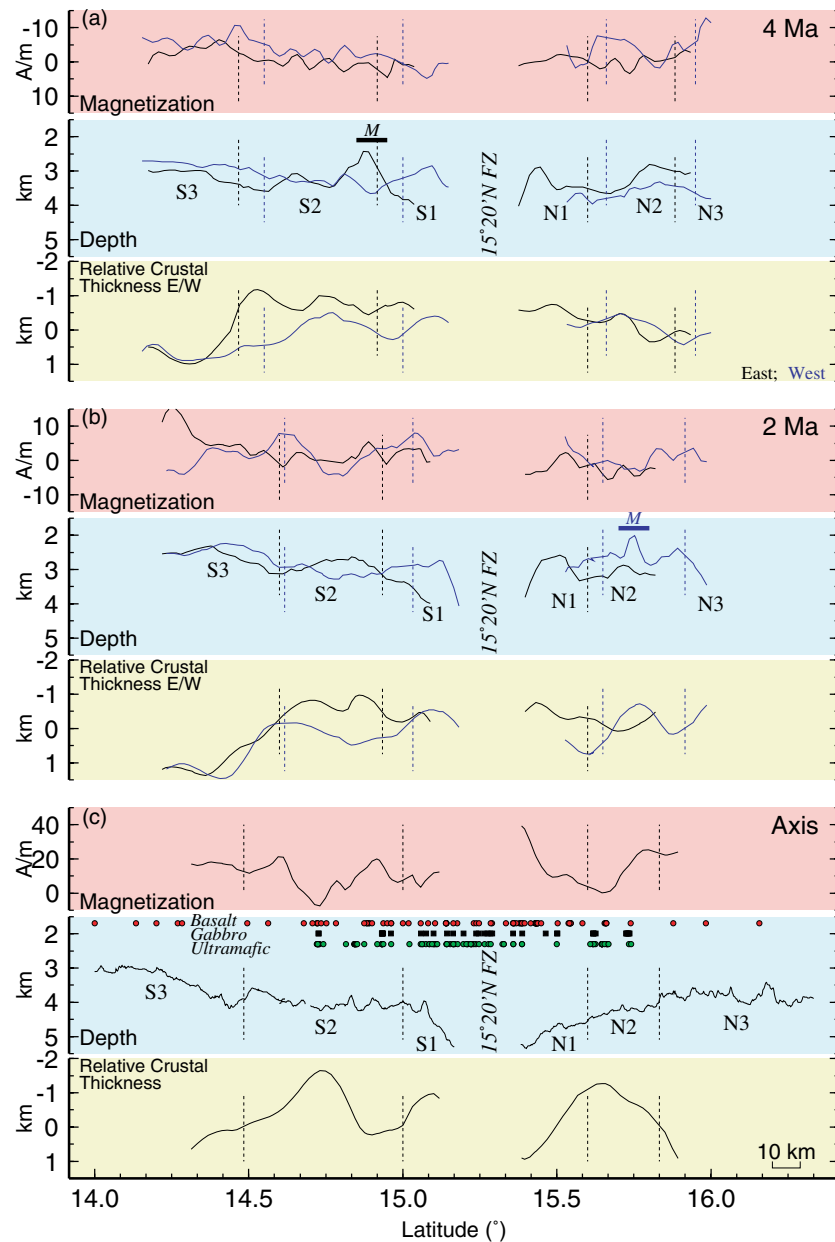 (a)
4 Ma
-10
0
10
A/m
Magnetization
2
3
4
5
km
M
S3
S2
S1
15˚20'N FZ
N1
N2
N3
Depth
-2
-1
0
1
km
Relative Crustal
Thickness E/W
East; West
(b)
2 Ma
10
0
-10
A/m
Magnetization
2
3
4
5
km
M
S3
S2
S1
15˚20'N FZ
N1
N2
N3
Depth
-2
-1
0
1
km
Relative Crustal
Thickness E/W
(c)
Axis
40
20
0
A/m
Magnetization
Basalt
Gabbro
Ultramafic
2
3
4
5
km
S3
S2
S1
15˚20'N FZ
N1
N2
N3
Depth
-2
-1
0
1
km
Relative Crustal
Thickness
10 km
14.0 14.5 15.0 15.5 16.0
Latitude (˚)